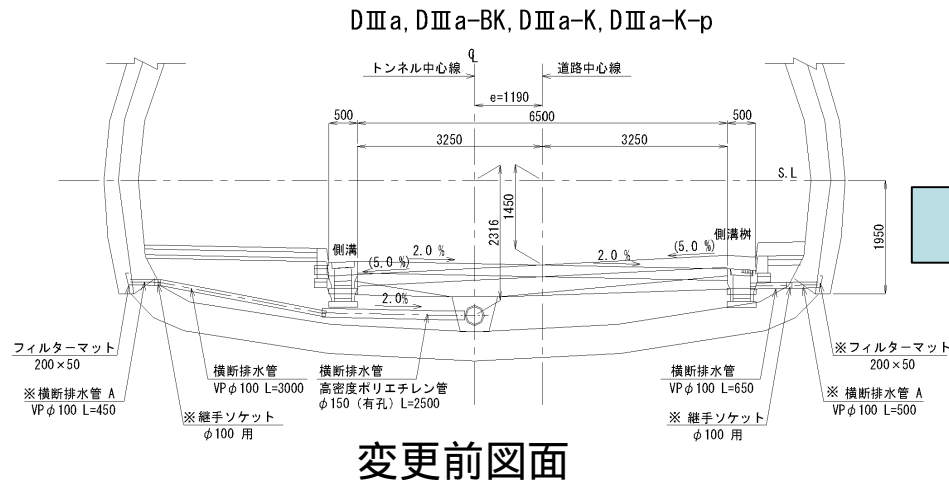 DⅢa, DⅢa-BK, DⅢa-K, DⅢa-K-p
℄
トンネル中心線
道路中心線
e=1190
500
6500
500
3250
3250
S.L
2316
1450
1950
側溝
側溝桝
2.0 %
(5.0 %)
2.0 %
(5.0 %)
2.0%
フィルターマット
200×50
※横断排水管 A
VPφ100 L=450
横断排水管
VPφ100 L=3000
※継手ソケット
φ100 用
横断排水管
高密度ポリエチレン管
φ150（有孔）L=2500
横断排水管
VPφ100 L=650
※ 継手ソケット
φ100 用
※フィルターマット
200×50
※ 横断排水管 A
VPφ100 L=500
変更前図面